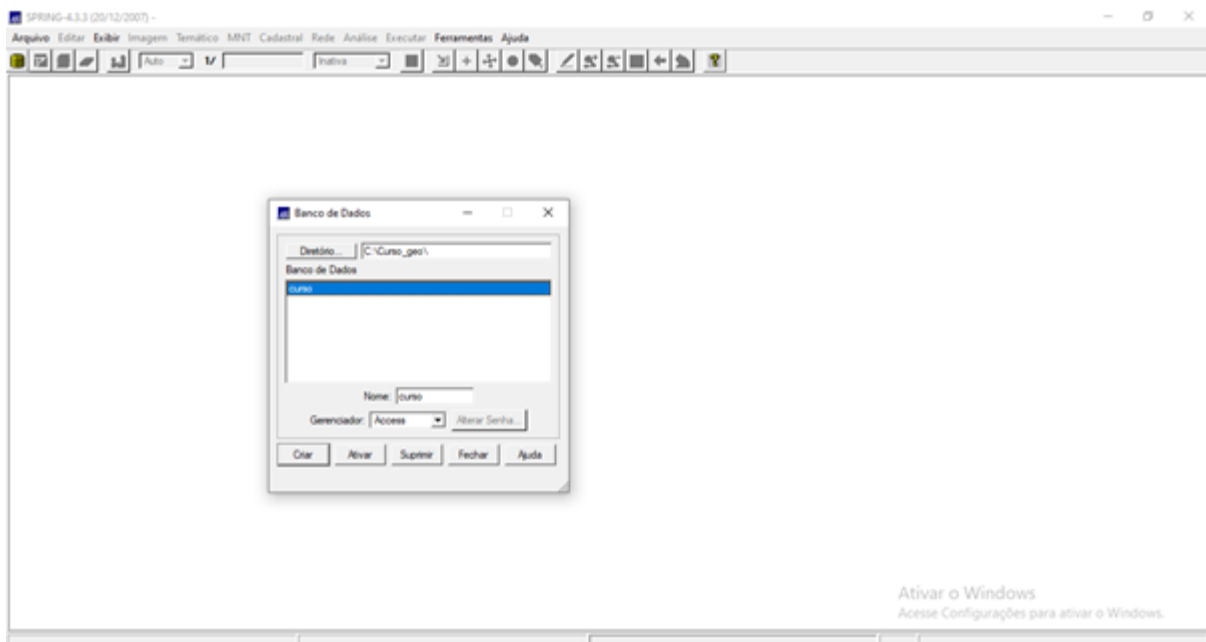 SPRING-4.3.3 (20/12/2007) -
Arquivo Editar Exibir Imagem Temático MNT Cadastral Rede Análise Executar Ferramentas Ajuda
Auto 1/ Inativa
Banco de Dados
Diretório... C:\Curso_geo\
Banco de Dados
curso
Nome: curso
Gerenciador: Access Alterar Senha...
Criar Ativar Suprimir Fechar Ajuda
Ativar o Windows
Acesse Configurações para ativar o Windows.